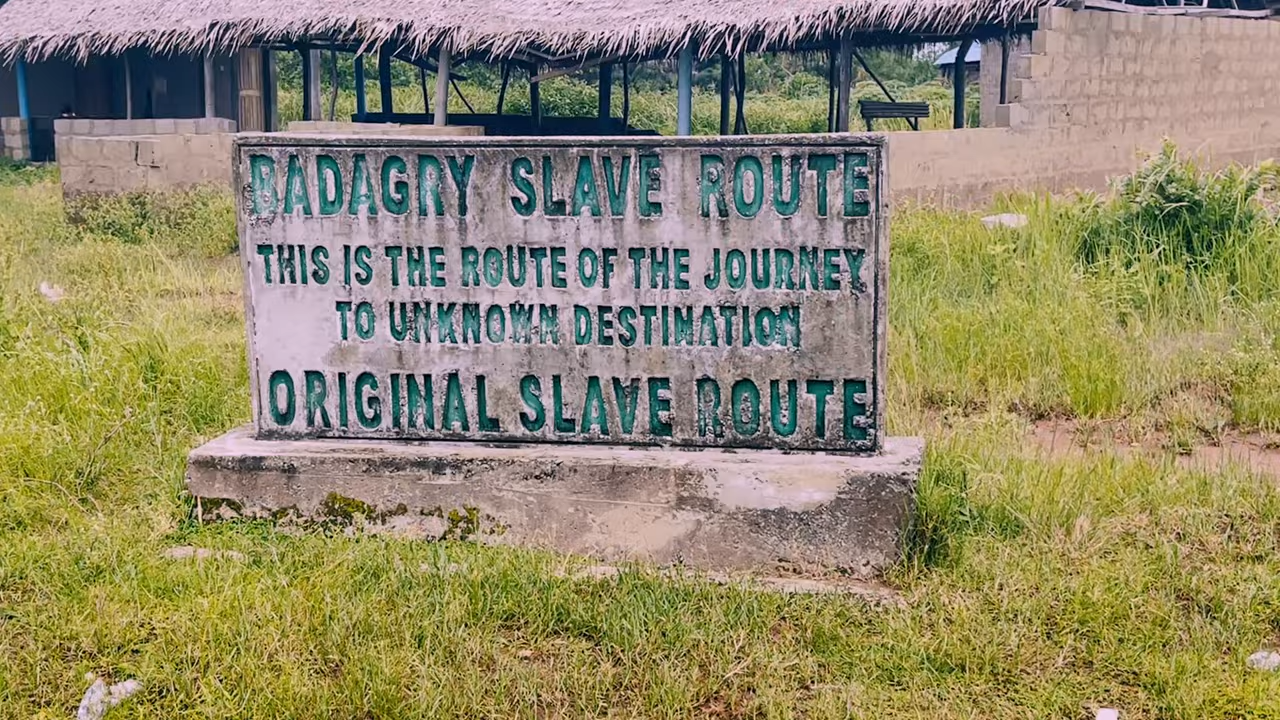 BADAGRY SLAVE ROUTE
THIS IS THE ROUTE OF THE JOURNEY
TO UNKNOWN DESTINATION
ORIGINAL SLAVE ROUTE